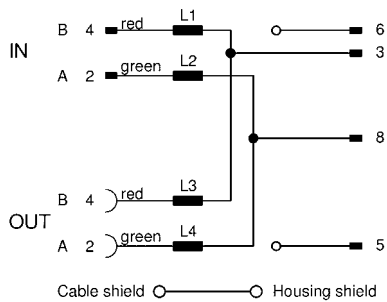 B 4 red L1 6
IN 3
A 2 green L2
8
B 4 red L3
OUT
A 2 green L4 5
Cable shield Housing shield